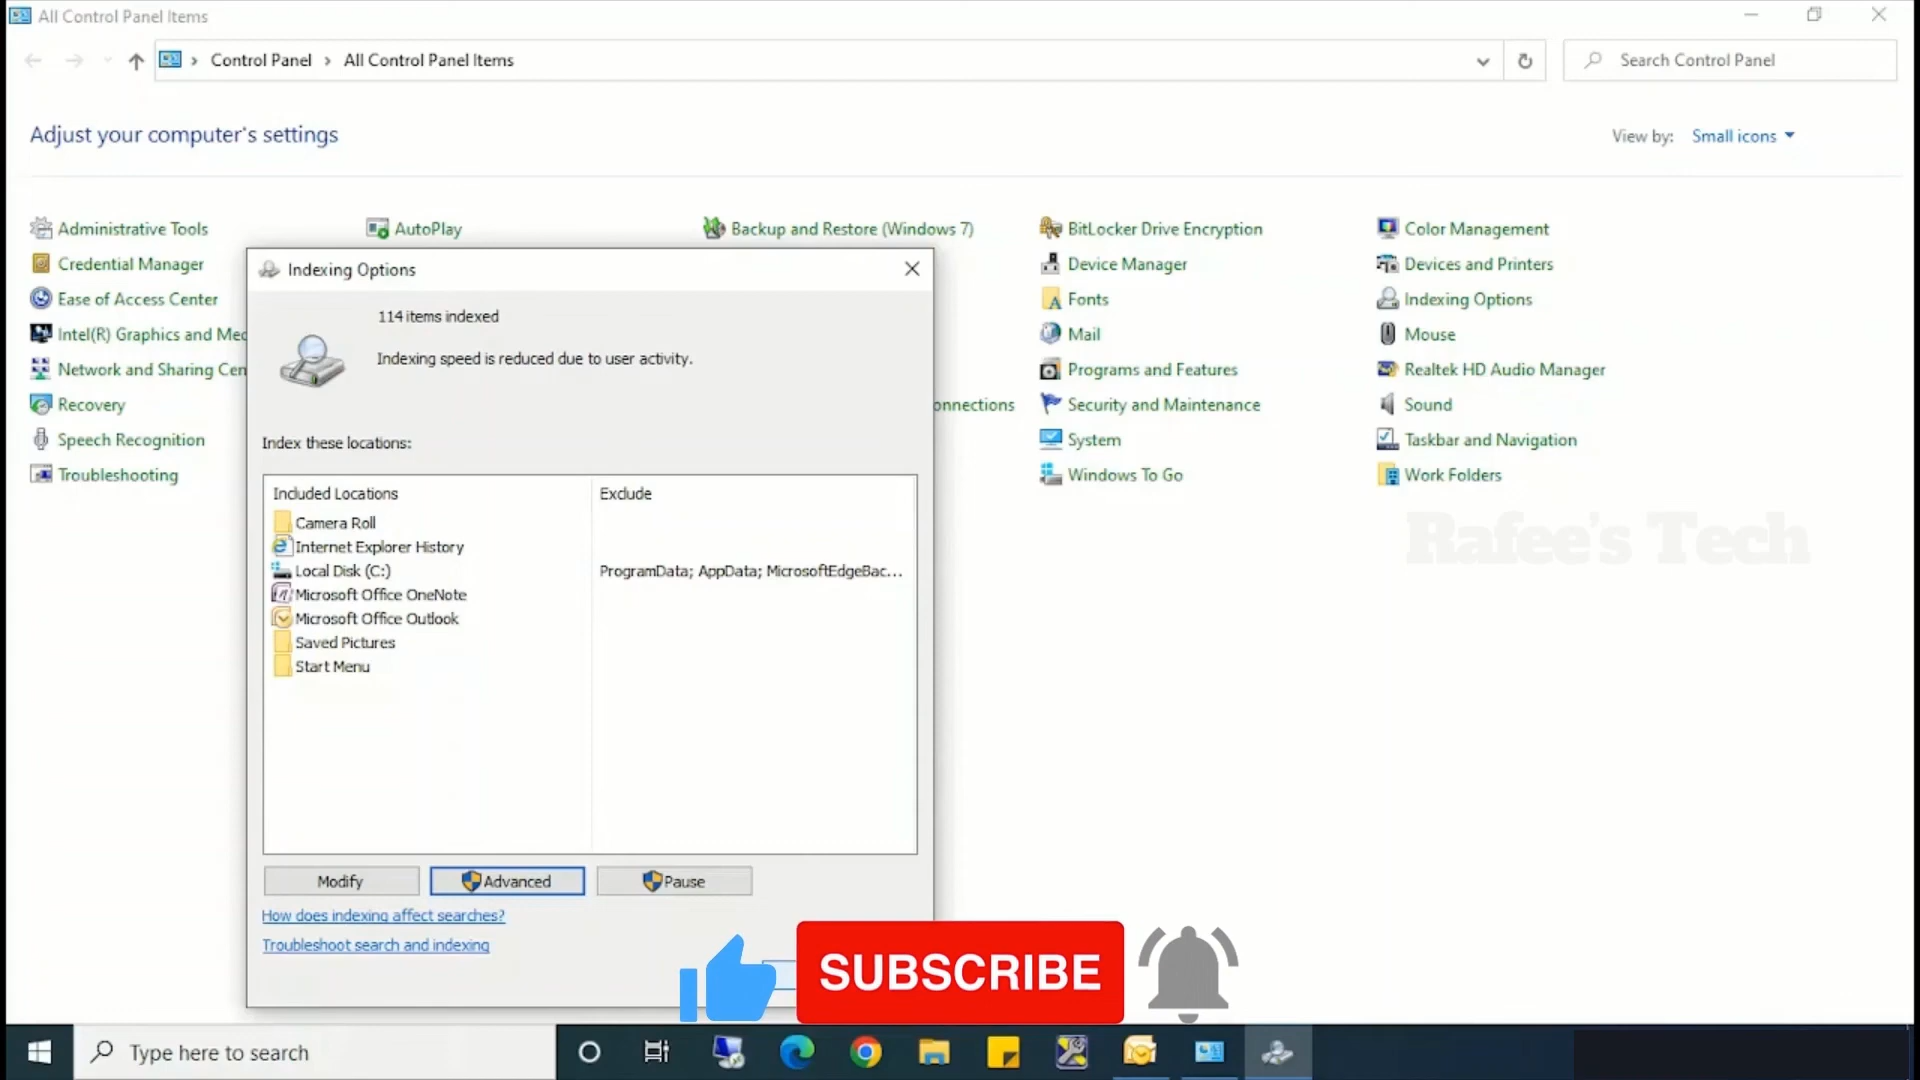 All Control Panel Items
Control Panel › All Control Panel Items
Search Control Panel
Adjust your computer's settings
View by: Small icons
Administrative Tools
AutoPlay
Backup and Restore (Windows 7)
BitLocker Drive Encryption
Color Management
Credential Manager
Device Manager
Devices and Printers
Ease of Access Center
Fonts
Indexing Options
Intel(R) Graphics and Med
Mail
Mouse
Network and Sharing Cen
Programs and Features
Realtek HD Audio Manager
Recovery
onnections
Security and Maintenance
Sound
Speech Recognition
System
Taskbar and Navigation
Troubleshooting
Windows To Go
Work Folders
Indexing Options
114 items indexed
Indexing speed is reduced due to user activity.
Index these locations:
Included Locations
Exclude
Camera Roll
Internet Explorer History
Local Disk (C:)
ProgramData; AppData; MicrosoftEdgeBac...
Microsoft Office OneNote
Microsoft Office Outlook
Saved Pictures
Start Menu
Modify
Advanced
Pause
How does indexing affect searches?
Troubleshoot search and indexing
Rafee's Tech
SUBSCRIBE
Type here to search